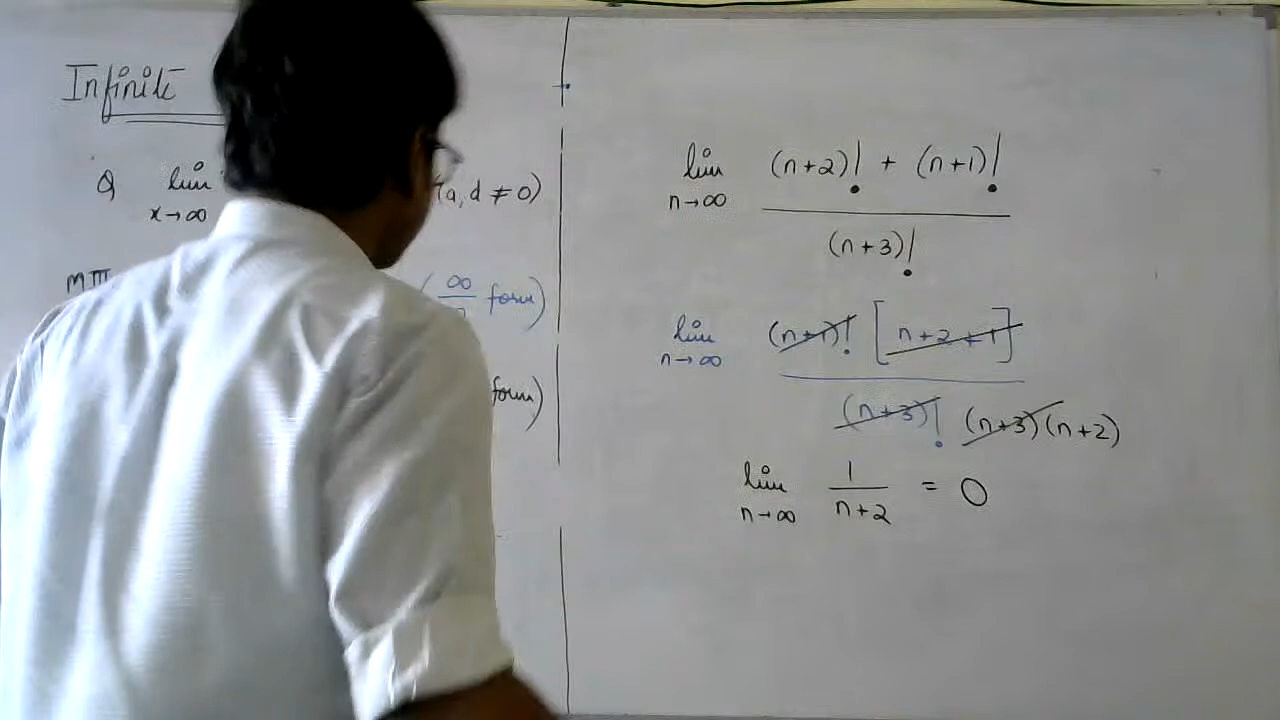 Infinite
Q lim x→∞ (a, d ≠ 0)
M III
(∞ form)
form)
lim n→∞ (n+2)! + (n+1)!
(n+3)!
lim n→∞ (n+1)! [n+2+1]
(n+3)! (n+3)(n+2)
lim n→∞ 1/n+2 = 0